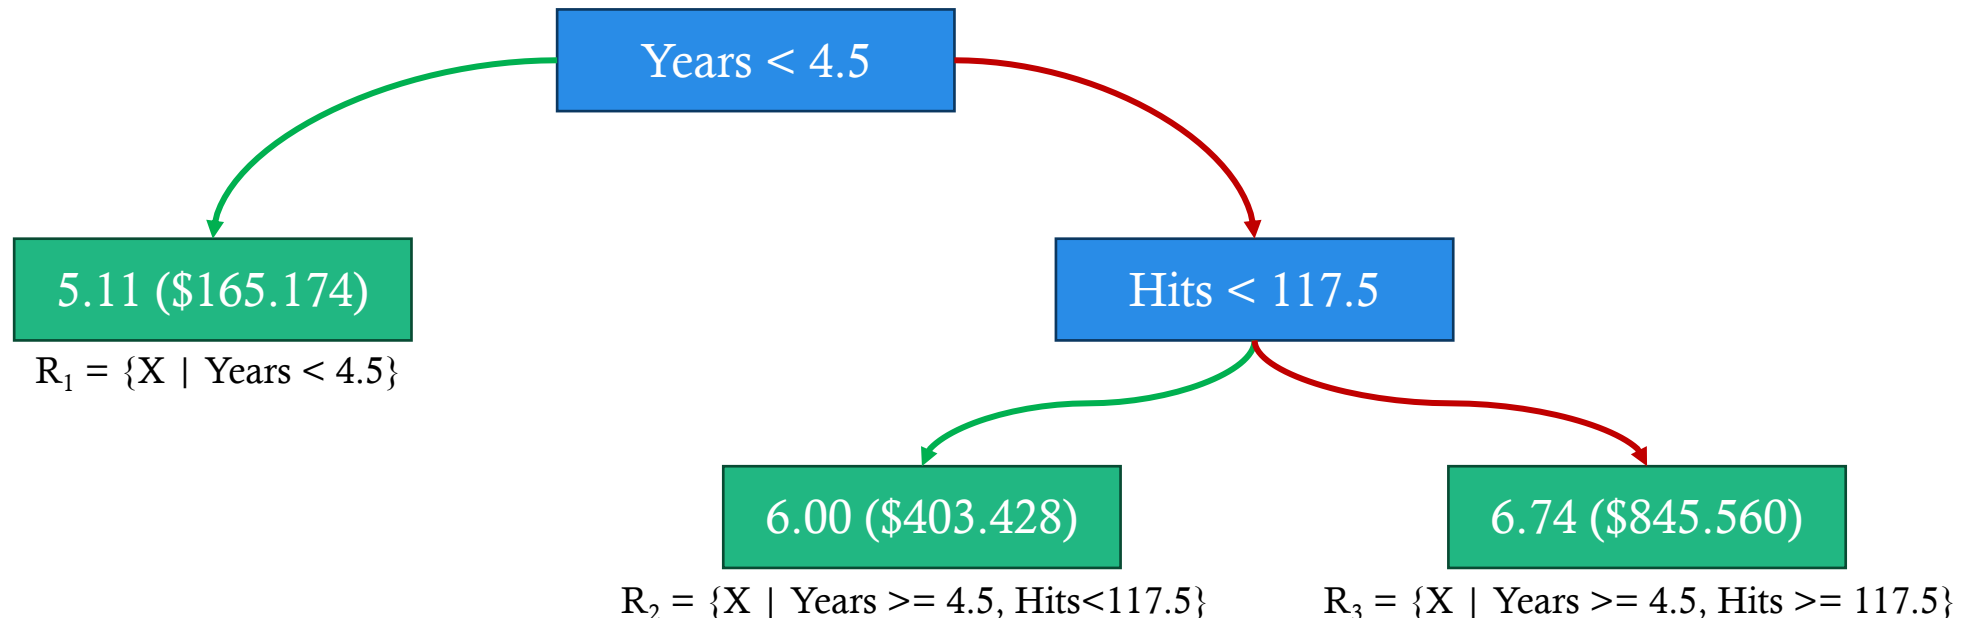 Years < 4.5
5.11 ($165.174)
Hits < 117.5
R₁ = {X | Years < 4.5}
6.00 ($403.428)
6.74 ($845.560)
R₂ = {X | Years >= 4.5, Hits<117.5}
R₃ = {X | Years >= 4.5, Hits >= 117.5}